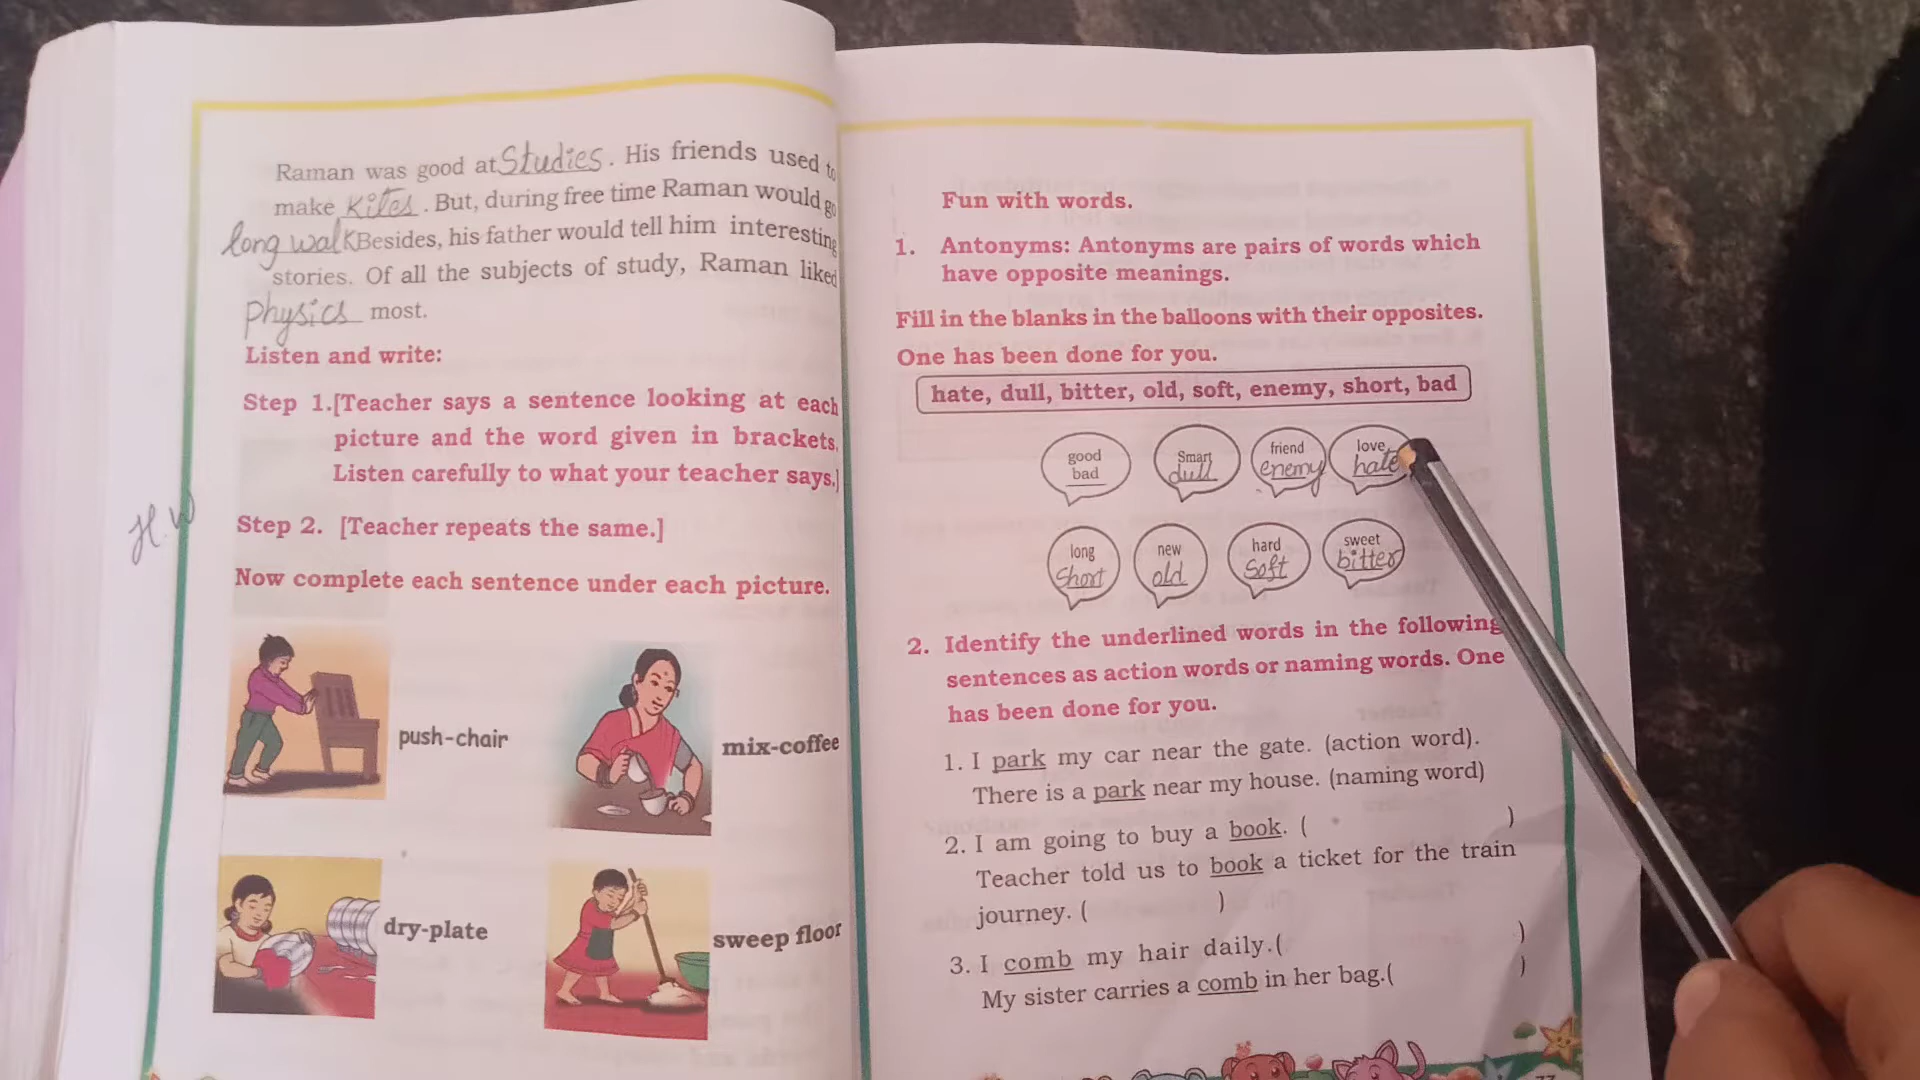 Raman was good at Studies. His friends used to
make Kites. But, during free time Raman would go
long walk Besides, his father would tell him interesting
stories. Of all the subjects of study, Raman liked
physics most.
Listen and write:
Step 1.[Teacher says a sentence looking at each
picture and the word given in brackets.
Listen carefully to what your teacher says.]
H.W
Step 2. [Teacher repeats the same.]
Now complete each sentence under each picture.
push-chair
mix-coffee
dry-plate
sweep floor
Fun with words.
1. Antonyms: Antonyms are pairs of words which
have opposite meanings.
Fill in the blanks in the balloons with their opposites.
One has been done for you.
hate, dull, bitter, old, soft, enemy, short, bad
good
bad
Smart
dull
friend
enemy
love
hate
long
short
new
old
hard
soft
sweet
bitter
2. Identify the underlined words in the following
sentences as action words or naming words. One
has been done for you.
1. I park my car near the gate. (action word).
There is a park near my house. (naming word)
2. I am going to buy a book. ( )
Teacher told us to book a ticket for the train
journey. ( )
3. I comb my hair daily.( )
My sister carries a comb in her bag.( )